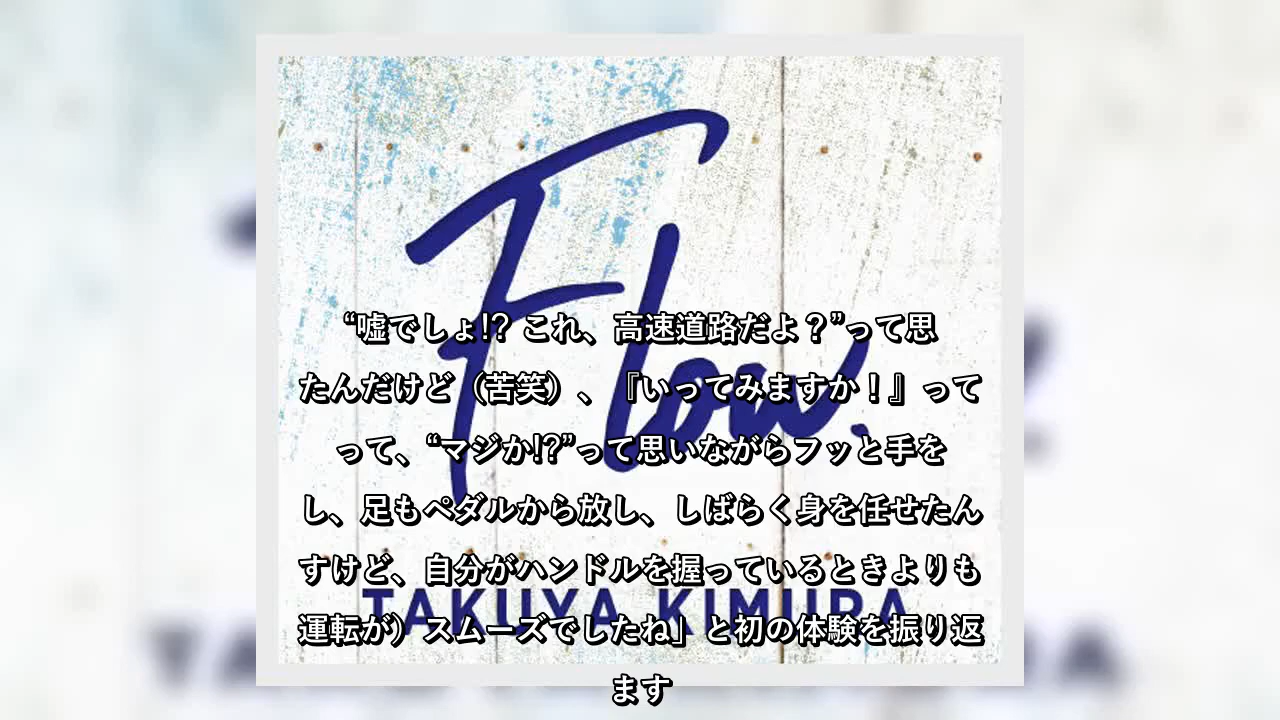 Flow.
“嘘でしょ!? これ、高速道路だよ？”って思
たんだけど（苦笑）、『いってみますか！』って
って、“マジか!?”って思いながらフッと手を
し、足もペダルから放し、しばらく身を任せたん
すけど、自分がハンドルを握っているときよりも
TAKUYA KIMURA
運転が）スムーズでしたね」と初の体験を振り返
ます